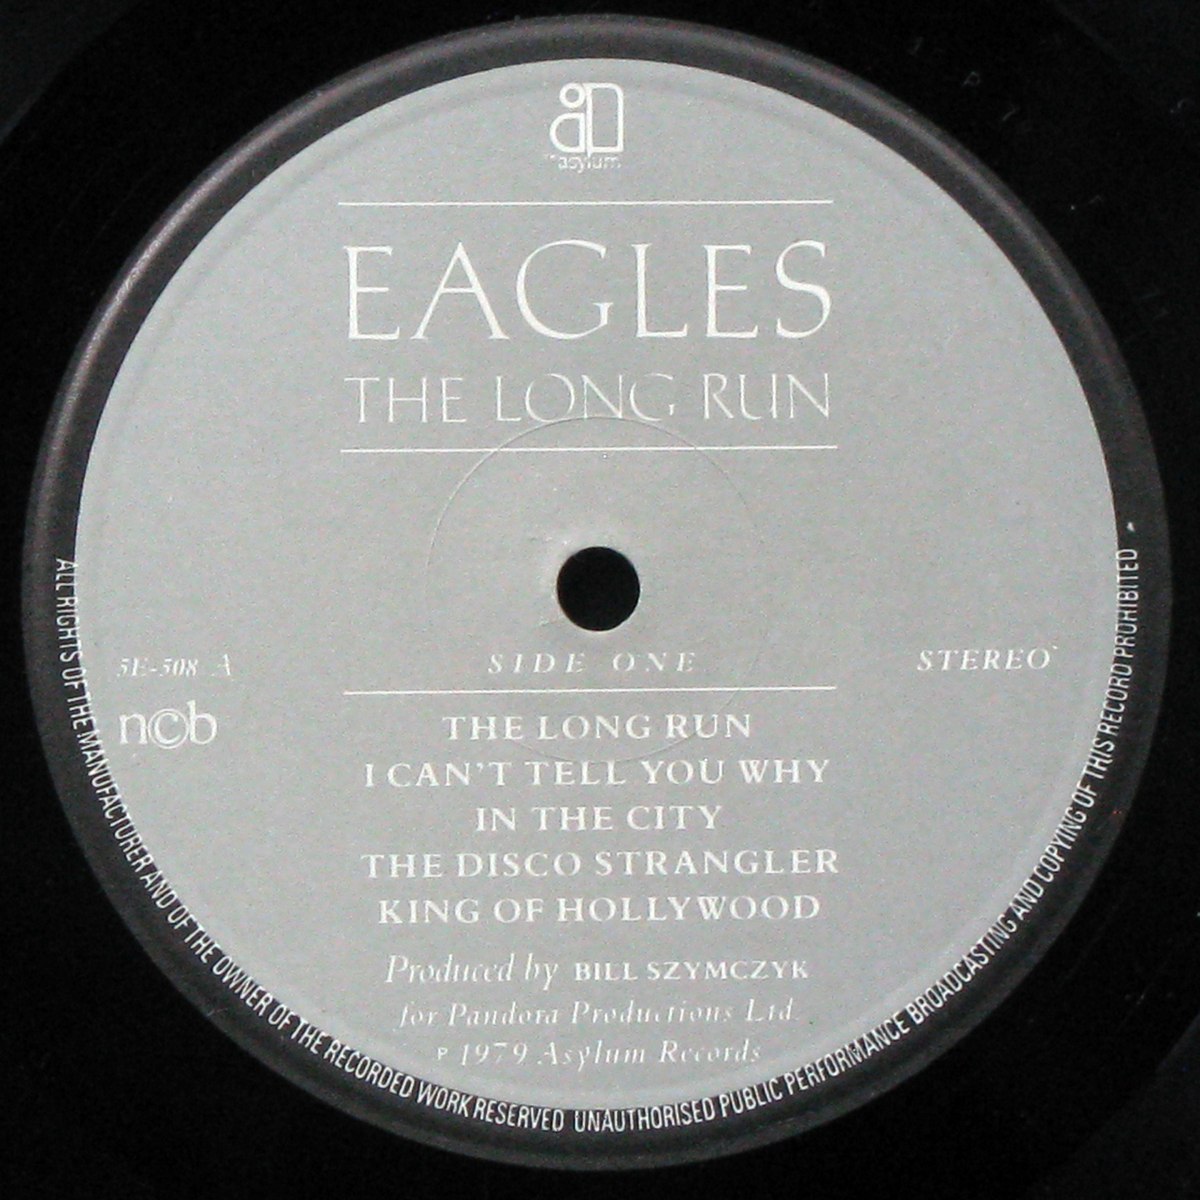 asylum
EAGLES
THE LONG RUN
5E-508 A
SIDE ONE
STEREO
n©b
THE LONG RUN
I CAN'T TELL YOU WHY
IN THE CITY
THE DISCO STRANGLER
KING OF HOLLYWOOD
Produced by BILL SZYMCZYK
for Pandora Productions Ltd.
℗ 1979 Asylum Records
ALL RIGHTS OF THE MANUFACTURER AND OF THE OWNER OF THE RECORDED WORK RESERVED UNAUTHORISED PUBLIC PERFORMANCE BROADCASTING AND COPYING OF THIS RECORD PROHIBITED